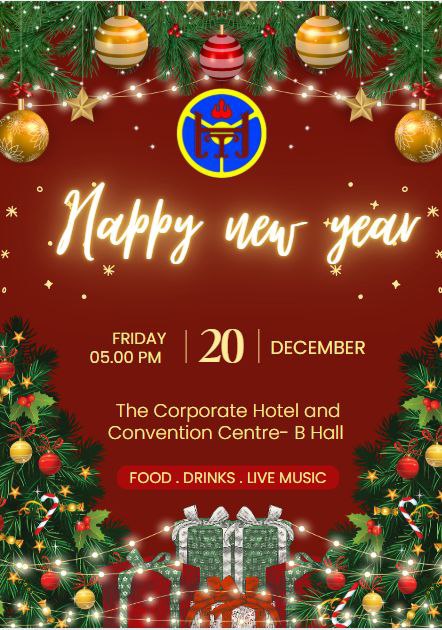 Happy new year
FRIDAY
05.00 PM
20
DECEMBER
The Corporate Hotel and
Convention Centre- B Hall
FOOD . DRINKS . LIVE MUSIC